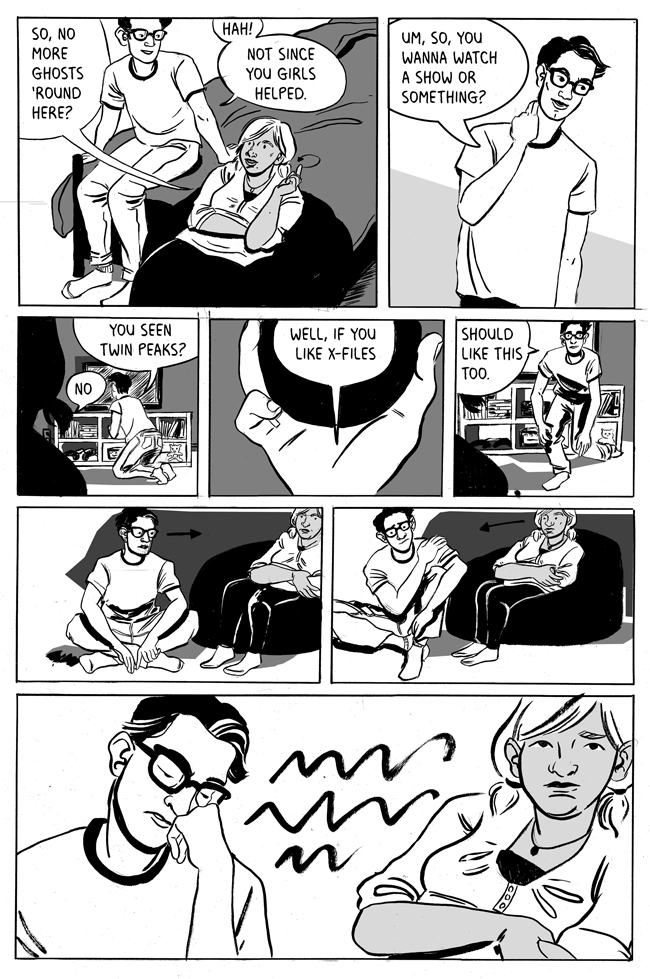 SO, NO
MORE
GHOSTS
'ROUND
HERE?
HAH!
NOT SINCE
YOU GIRLS
HELPED.
UM, SO, YOU
WANNA WATCH
A SHOW OR
SOMETHING?
YOU SEEN
TWIN PEAKS?
NO
WELL, IF YOU
LIKE X-FILES
SHOULD
LIKE THIS
TOO.